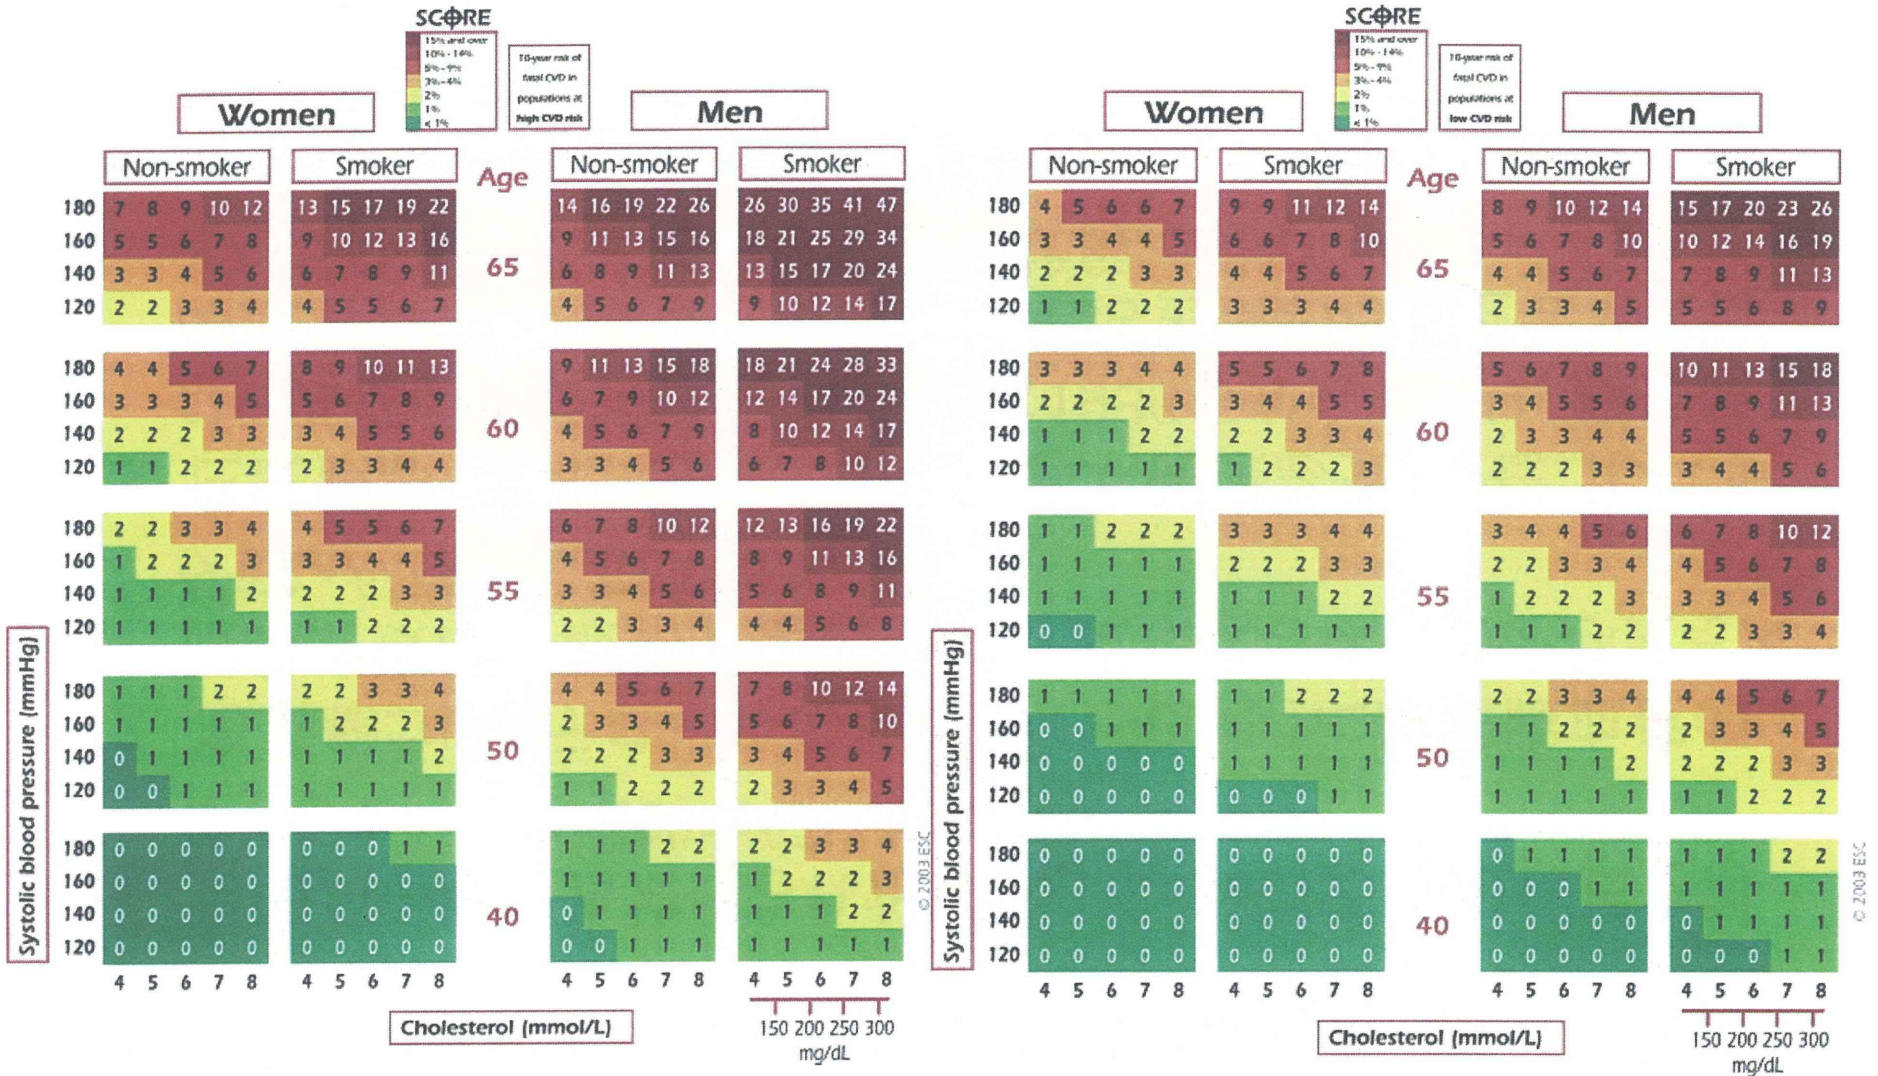 SCORE
15% and over
10% - 14%
5% - 9%
3% - 4%
2%
1%
< 1%
10-year risk of
fatal CVD in
populations at
high CVD risk
Women
Men
Non-smoker
Smoker
Age
Non-smoker
Smoker
180 7 8 9 10 12 13 15 17 19 22 14 16 19 22 26 26 30 35 41 47
160 5 5 6 7 8 9 10 12 13 16 9 11 13 15 16 18 21 25 29 34
65
140 3 3 4 5 6 6 7 8 9 11 6 8 9 11 13 13 15 17 20 24
120 2 2 3 3 4 4 5 5 6 7 4 5 6 7 9 9 10 12 14 17
180 4 4 5 6 7 8 9 10 11 13 9 11 13 15 18 18 21 24 28 33
160 3 3 3 4 5 5 6 7 8 9 6 7 9 10 12 12 14 17 20 24
60
140 2 2 2 3 3 3 4 5 5 6 4 5 6 7 9 8 10 12 14 17
120 1 1 2 2 2 2 3 3 4 4 3 3 4 5 6 6 7 8 10 12
180 2 2 3 3 4 4 5 5 6 7 6 7 8 10 12 12 13 16 19 22
160 1 2 2 2 3 3 3 4 4 5 4 5 6 7 8 8 9 11 13 16
55
140 1 1 1 1 2 2 2 2 3 3 3 3 4 5 6 5 6 8 9 11
120 1 1 1 1 1 1 1 2 2 2 2 2 3 3 4 4 4 5 6 8
180 1 1 1 2 2 2 2 3 3 4 4 4 5 6 7 7 8 10 12 14
160 1 1 1 1 1 1 2 2 2 3 2 3 3 4 5 5 6 7 8 10
50
140 0 1 1 1 1 1 1 1 1 2 2 2 2 3 3 3 4 5 6 7
120 0 0 1 1 1 1 1 1 1 1 1 1 2 2 2 2 3 3 4 5
180 0 0 0 0 0 0 0 0 1 1 1 1 1 2 2 2 2 3 3 4
160 0 0 0 0 0 0 0 0 0 0 1 1 1 1 1 1 2 2 2 3
40
140 0 0 0 0 0 0 0 0 0 0 0 1 1 1 1 1 1 1 2 2
120 0 0 0 0 0 0 0 0 0 0 0 0 1 1 1 1 1 1 1 1
4 5 6 7 8 4 5 6 7 8 4 5 6 7 8 4 5 6 7 8
Systolic blood pressure (mmHg)
Cholesterol (mmol/L)
150 200 250 300
mg/dL
© 2003 ESC
SCORE
15% and over
10% - 14%
5% - 9%
3% - 4%
2%
1%
< 1%
10-year risk of
fatal CVD in
populations at
low CVD risk
Women
Men
Non-smoker
Smoker
Age
Non-smoker
Smoker
180 4 5 6 6 7 9 9 11 12 14 8 9 10 12 14 15 17 20 23 26
160 3 3 4 4 5 6 6 7 8 10 5 6 7 8 10 10 12 14 16 19
65
140 2 2 2 3 3 4 4 5 6 7 4 4 5 6 7 7 8 9 11 13
120 1 1 2 2 2 3 3 3 4 4 2 3 3 4 5 5 5 6 8 9
180 3 3 3 4 4 5 5 6 7 8 5 6 7 8 9 10 11 13 15 18
160 2 2 2 2 3 3 4 4 5 5 3 4 5 5 6 7 8 9 11 13
60
140 1 1 1 2 2 2 2 3 3 4 2 3 3 4 4 5 5 6 7 9
120 1 1 1 1 1 1 2 2 2 3 2 2 2 3 3 3 4 4 5 6
180 1 1 2 2 2 3 3 3 4 4 3 4 4 5 6 6 7 8 10 12
160 1 1 1 1 1 2 2 2 3 3 2 2 3 3 4 4 5 6 7 8
55
140 1 1 1 1 1 1 1 1 2 2 1 2 2 2 3 3 3 4 5 6
120 0 0 1 1 1 1 1 1 1 1 1 1 1 2 2 2 2 3 3 4
180 1 1 1 1 1 1 1 2 2 2 2 2 3 3 4 4 4 5 6 7
160 0 0 1 1 1 1 1 1 1 1 1 1 2 2 2 2 3 3 4 5
50
140 0 0 0 0 0 1 1 1 1 1 1 1 1 1 2 2 2 2 3 3
120 0 0 0 0 0 0 0 0 1 1 1 1 1 1 1 1 1 2 2 2
180 0 0 0 0 0 0 0 0 0 0 0 1 1 1 1 1 1 1 2 2
160 0 0 0 0 0 0 0 0 0 0 0 0 0 1 1 1 1 1 1 1
40
140 0 0 0 0 0 0 0 0 0 0 0 0 0 0 0 0 1 1 1 1
120 0 0 0 0 0 0 0 0 0 0 0 0 0 0 0 0 0 0 1 1
4 5 6 7 8 4 5 6 7 8 4 5 6 7 8 4 5 6 7 8
Systolic blood pressure (mmHg)
Cholesterol (mmol/L)
150 200 250 300
mg/dL
© 2003 ESC